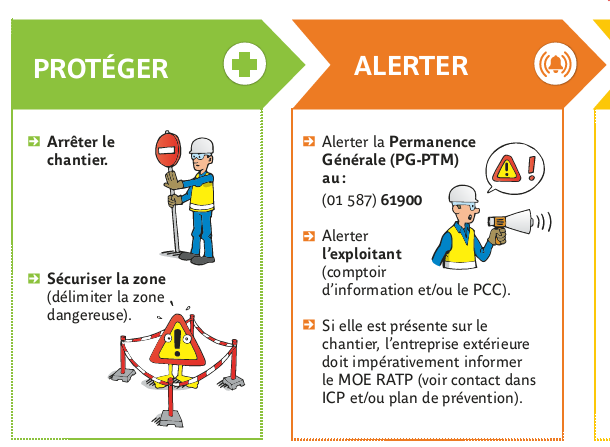 PROTÉGER
Arrêter le
chantier.
Sécuriser la zone
(délimiter la zone
dangereuse).
ALERTER
Alerter la Permanence
Générale (PG-PTM)
au :
(01 587) 61900
Alerter
l’exploitant
(comptoir
d’information et/ou le PCC).
Si elle est présente sur le
chantier, l’entreprise extérieure
doit impérativement informer
le MOE RATP (voir contact dans
ICP et/ou plan de prévention).